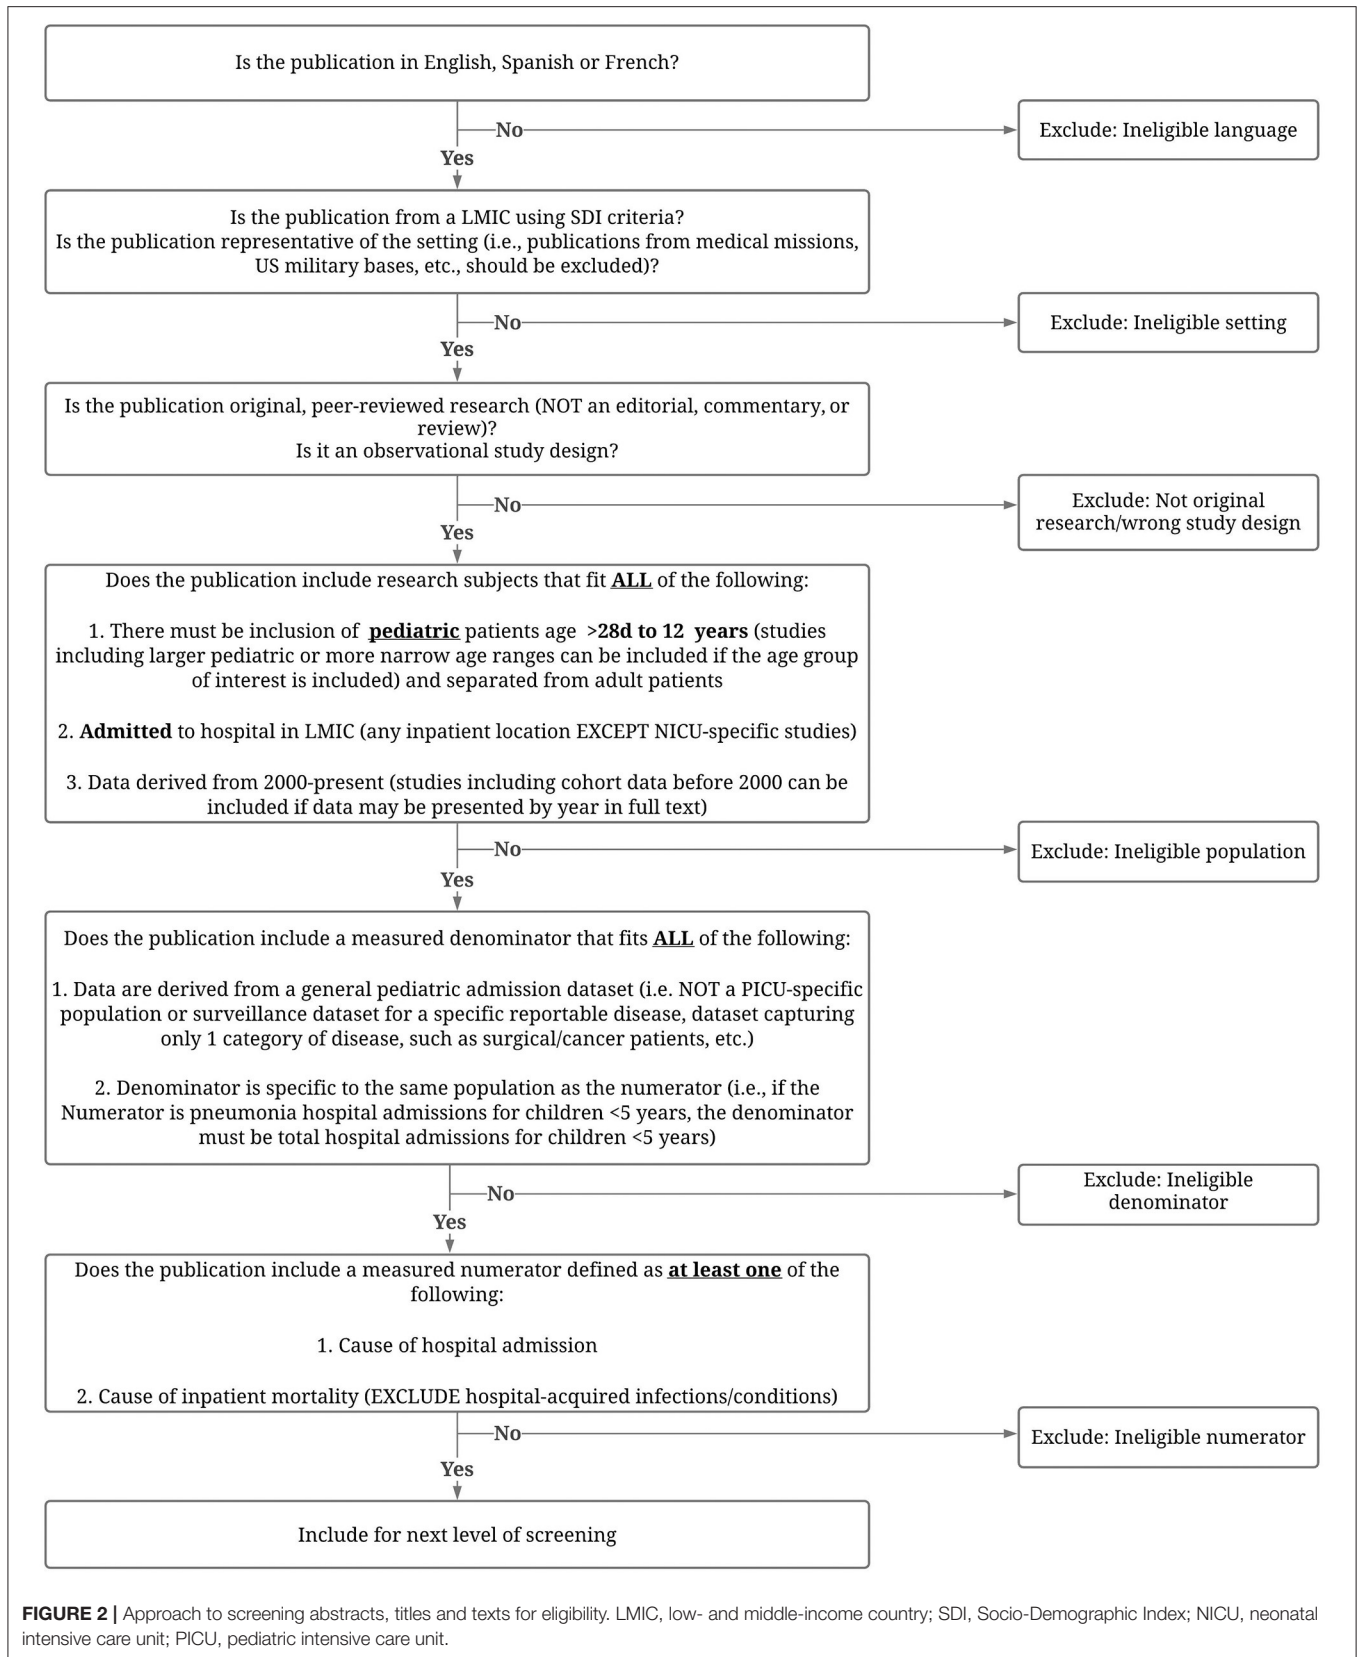 Is the publication in English, Spanish or French?
No
Exclude: Ineligible language
Yes
Is the publication from a LMIC using SDI criteria?
Is the publication representative of the setting (i.e., publications from medical missions,
US military bases, etc., should be excluded)?
No
Exclude: Ineligible setting
Yes
Is the publication original, peer-reviewed research (NOT an editorial, commentary, or
review)?
Is it an observational study design?
No
Exclude: Not original
research/wrong study design
Yes
Does the publication include research subjects that fit ALL of the following:
1. There must be inclusion of pediatric patients age >28d to 12 years (studies
including larger pediatric or more narrow age ranges can be included if the age group
of interest is included) and separated from adult patients
2. Admitted to hospital in LMIC (any inpatient location EXCEPT NICU-specific studies)
3. Data derived from 2000-present (studies including cohort data before 2000 can be
included if data may be presented by year in full text)
No
Exclude: Ineligible population
Yes
Does the publication include a measured denominator that fits ALL of the following:
1. Data are derived from a general pediatric admission dataset (i.e. NOT a PICU-specific
population or surveillance dataset for a specific reportable disease, dataset capturing
only 1 category of disease, such as surgical/cancer patients, etc.)
2. Denominator is specific to the same population as the numerator (i.e., if the
Numerator is pneumonia hospital admissions for children <5 years, the denominator
must be total hospital admissions for children <5 years)
No
Exclude: Ineligible
denominator
Yes
Does the publication include a measured numerator defined as at least one of the
following:
1. Cause of hospital admission
2. Cause of inpatient mortality (EXCLUDE hospital-acquired infections/conditions)
No
Exclude: Ineligible numerator
Yes
Include for next level of screening
FIGURE 2 | Approach to screening abstracts, titles and texts for eligibility. LMIC, low- and middle-income country; SDI, Socio-Demographic Index; NICU, neonatal
intensive care unit; PICU, pediatric intensive care unit.